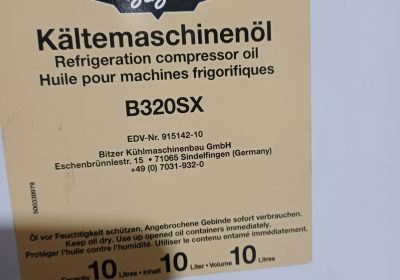 Kältemaschinenöl
Refrigeration compressor oil
Huile pour machines frigorifiques
B320SX
EDV-Nr. 915142-10
Bitzer Kühlmaschinenbau GmbH
Eschenbrünnlestr. 15 • 71065 Sindelfingen (Germany)
+49 (0) 7031-932-0
500338979
Öl vor Feuchtigkeit schützen. Angebrochene Gebinde sofort verbrauchen.
Keep oil dry. Use up opened oil containers immediately.
Protéger l'huile contre l'humidité. Utiliser le contenu entamé immédiatement.
Capacity 10 Litres • Inhalt 10 Liter • Volume 10 Litres